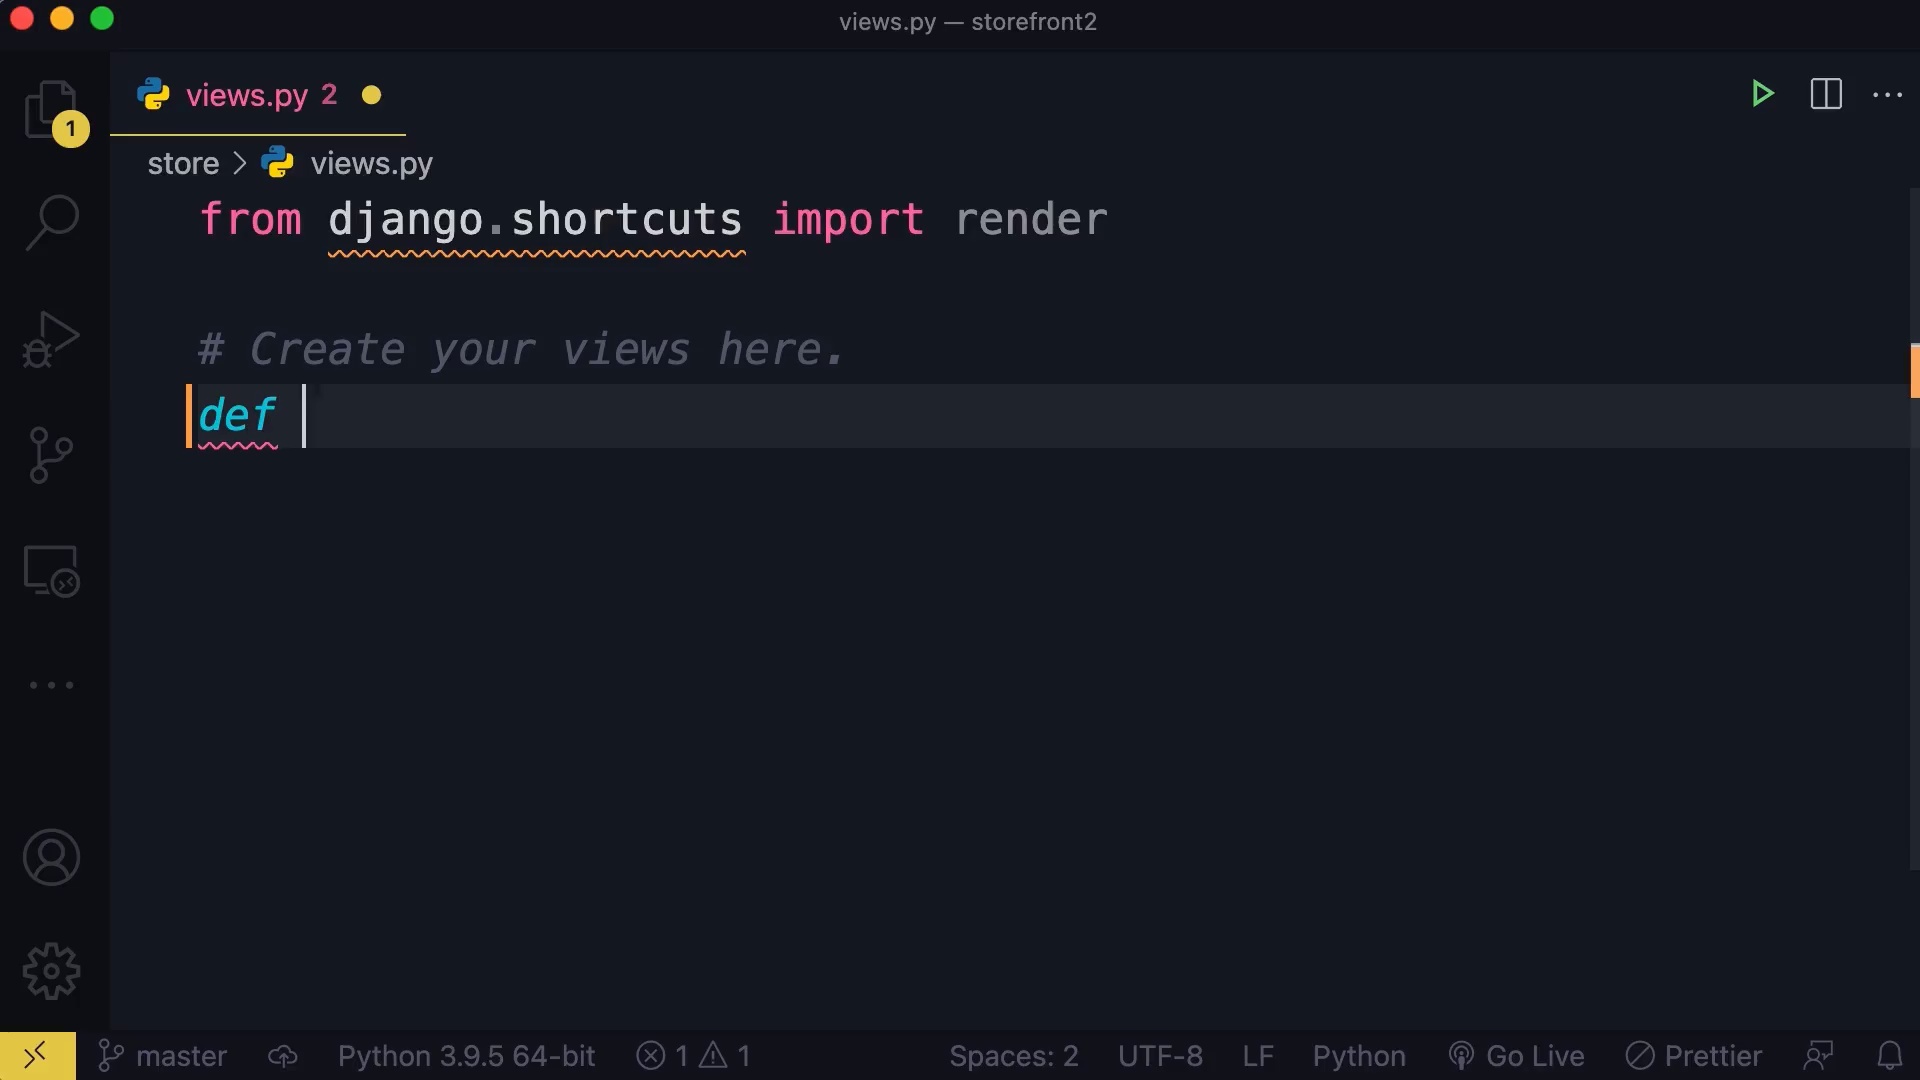 views.py — storefront2
views.py 2
1
store > views.py
from django.shortcuts import render
# Create your views here.
def
master Python 3.9.5 64-bit 1 1 Spaces: 2 UTF-8 LF Python Go Live Prettier